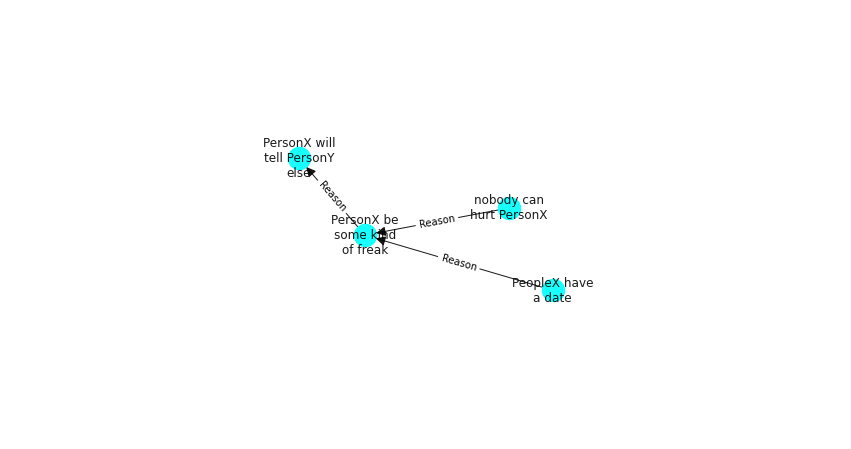 PersonX will
tell PersonY
else
Reason
nobody can
hurt PersonX
Reason
PersonX be
some kind
of freak
Reason
PeopleX have
a date